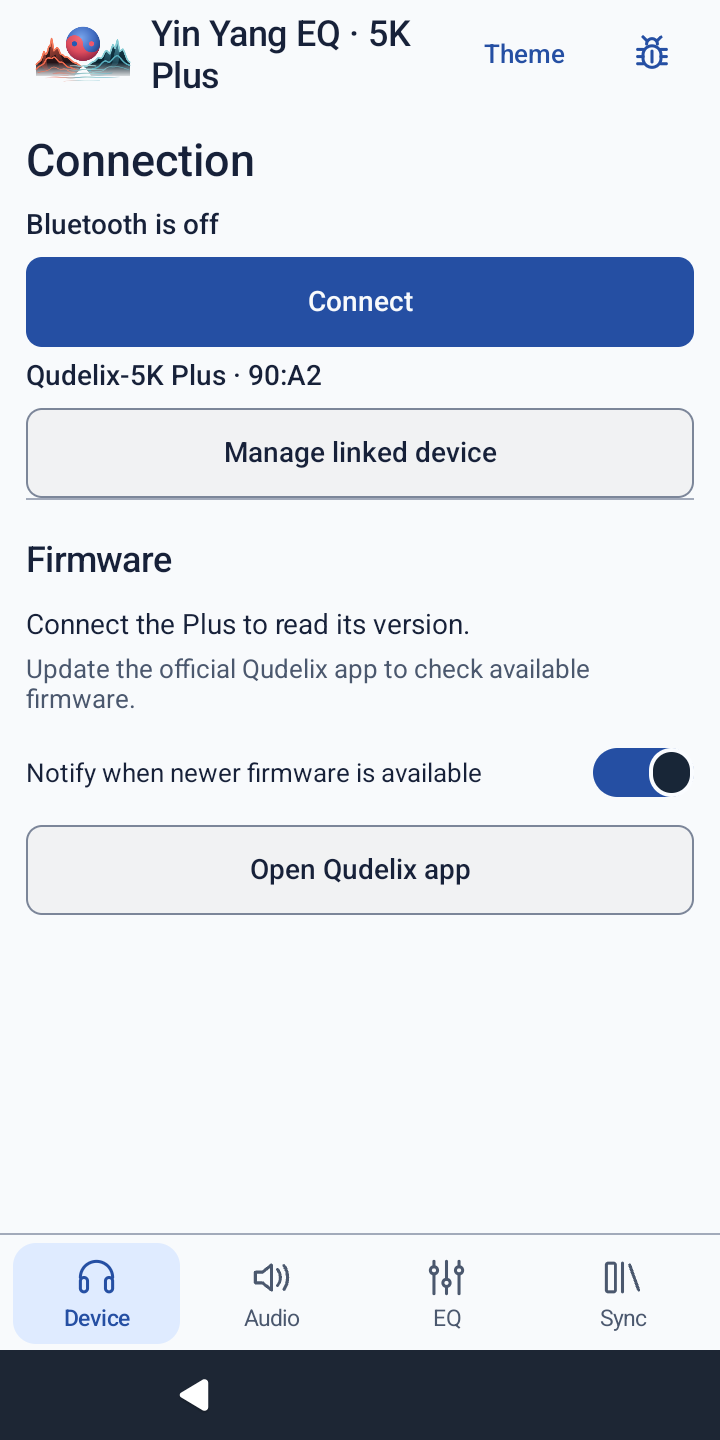 Yin Yang EQ · 5K
Plus
Theme
Connection
Bluetooth is off
Connect
Qudelix-5K Plus · 90:A2
Manage linked device
Firmware
Connect the Plus to read its version.
Update the official Qudelix app to check available
firmware.
Notify when newer firmware is available
Open Qudelix app
Device
Audio
EQ
Sync